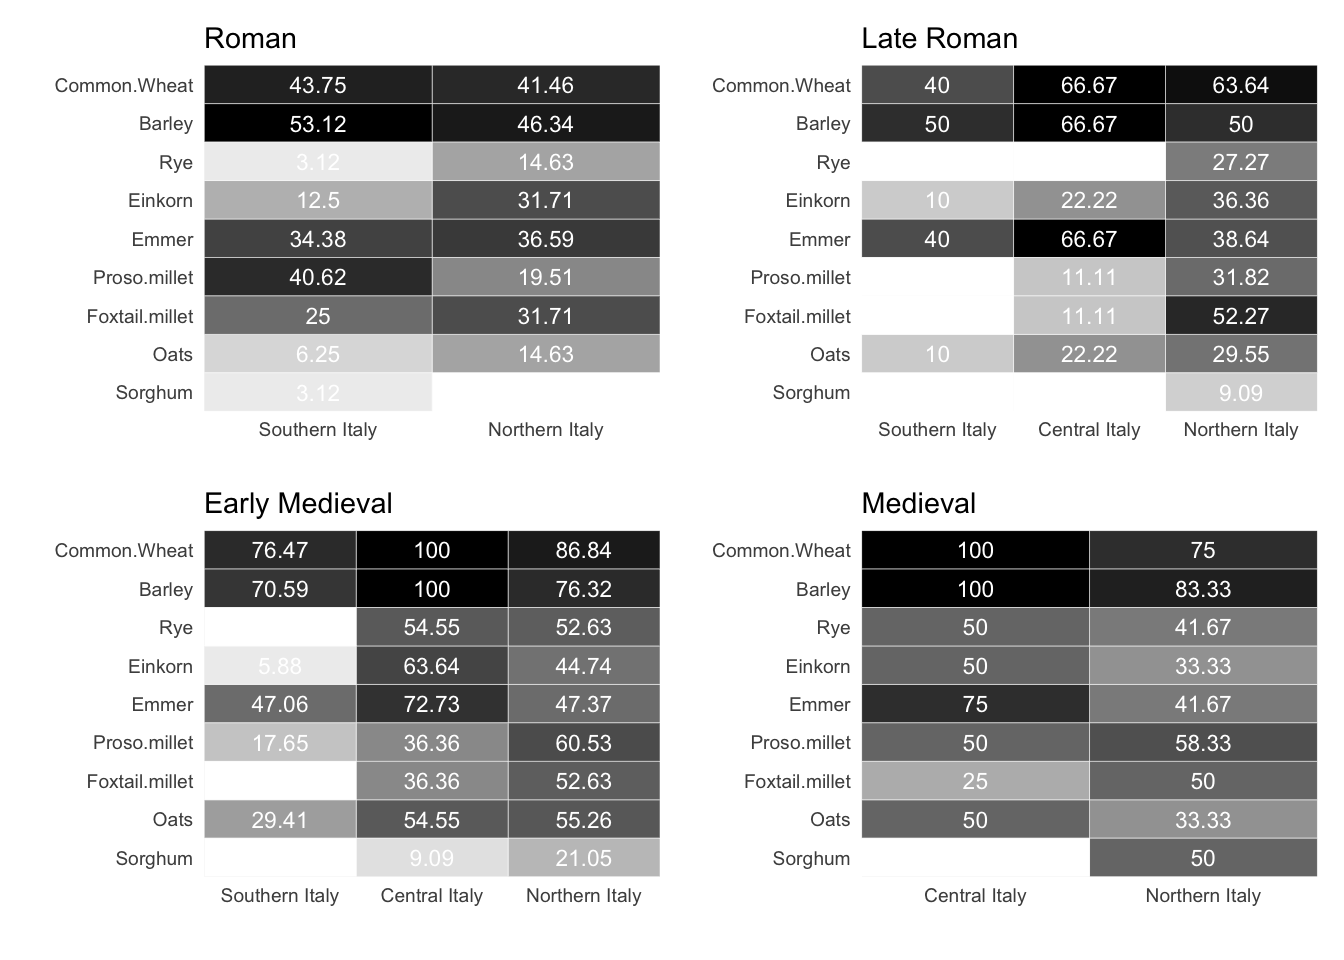 Roman
Common.Wheat 43.75 41.46
Barley 53.12 46.34
Rye 3.12 14.63
Einkorn 12.5 31.71
Emmer 34.38 36.59
Proso.millet 40.62 19.51
Foxtail.millet 25 31.71
Oats 6.25 14.63
Sorghum 3.12
Southern Italy Northern Italy
Late Roman
Common.Wheat 40 66.67 63.64
Barley 50 66.67 50
Rye 27.27
Einkorn 10 22.22 36.36
Emmer 40 66.67 38.64
Proso.millet 11.11 31.82
Foxtail.millet 11.11 52.27
Oats 10 22.22 29.55
Sorghum 9.09
Southern Italy Central Italy Northern Italy
Early Medieval
Common.Wheat 76.47 100 86.84
Barley 70.59 100 76.32
Rye 54.55 52.63
Einkorn 5.88 63.64 44.74
Emmer 47.06 72.73 47.37
Proso.millet 17.65 36.36 60.53
Foxtail.millet 36.36 52.63
Oats 29.41 54.55 55.26
Sorghum 9.09 21.05
Southern Italy Central Italy Northern Italy
Medieval
Common.Wheat 100 75
Barley 100 83.33
Rye 50 41.67
Einkorn 50 33.33
Emmer 75 41.67
Proso.millet 50 58.33
Foxtail.millet 25 50
Oats 50 33.33
Sorghum 50
Central Italy Northern Italy